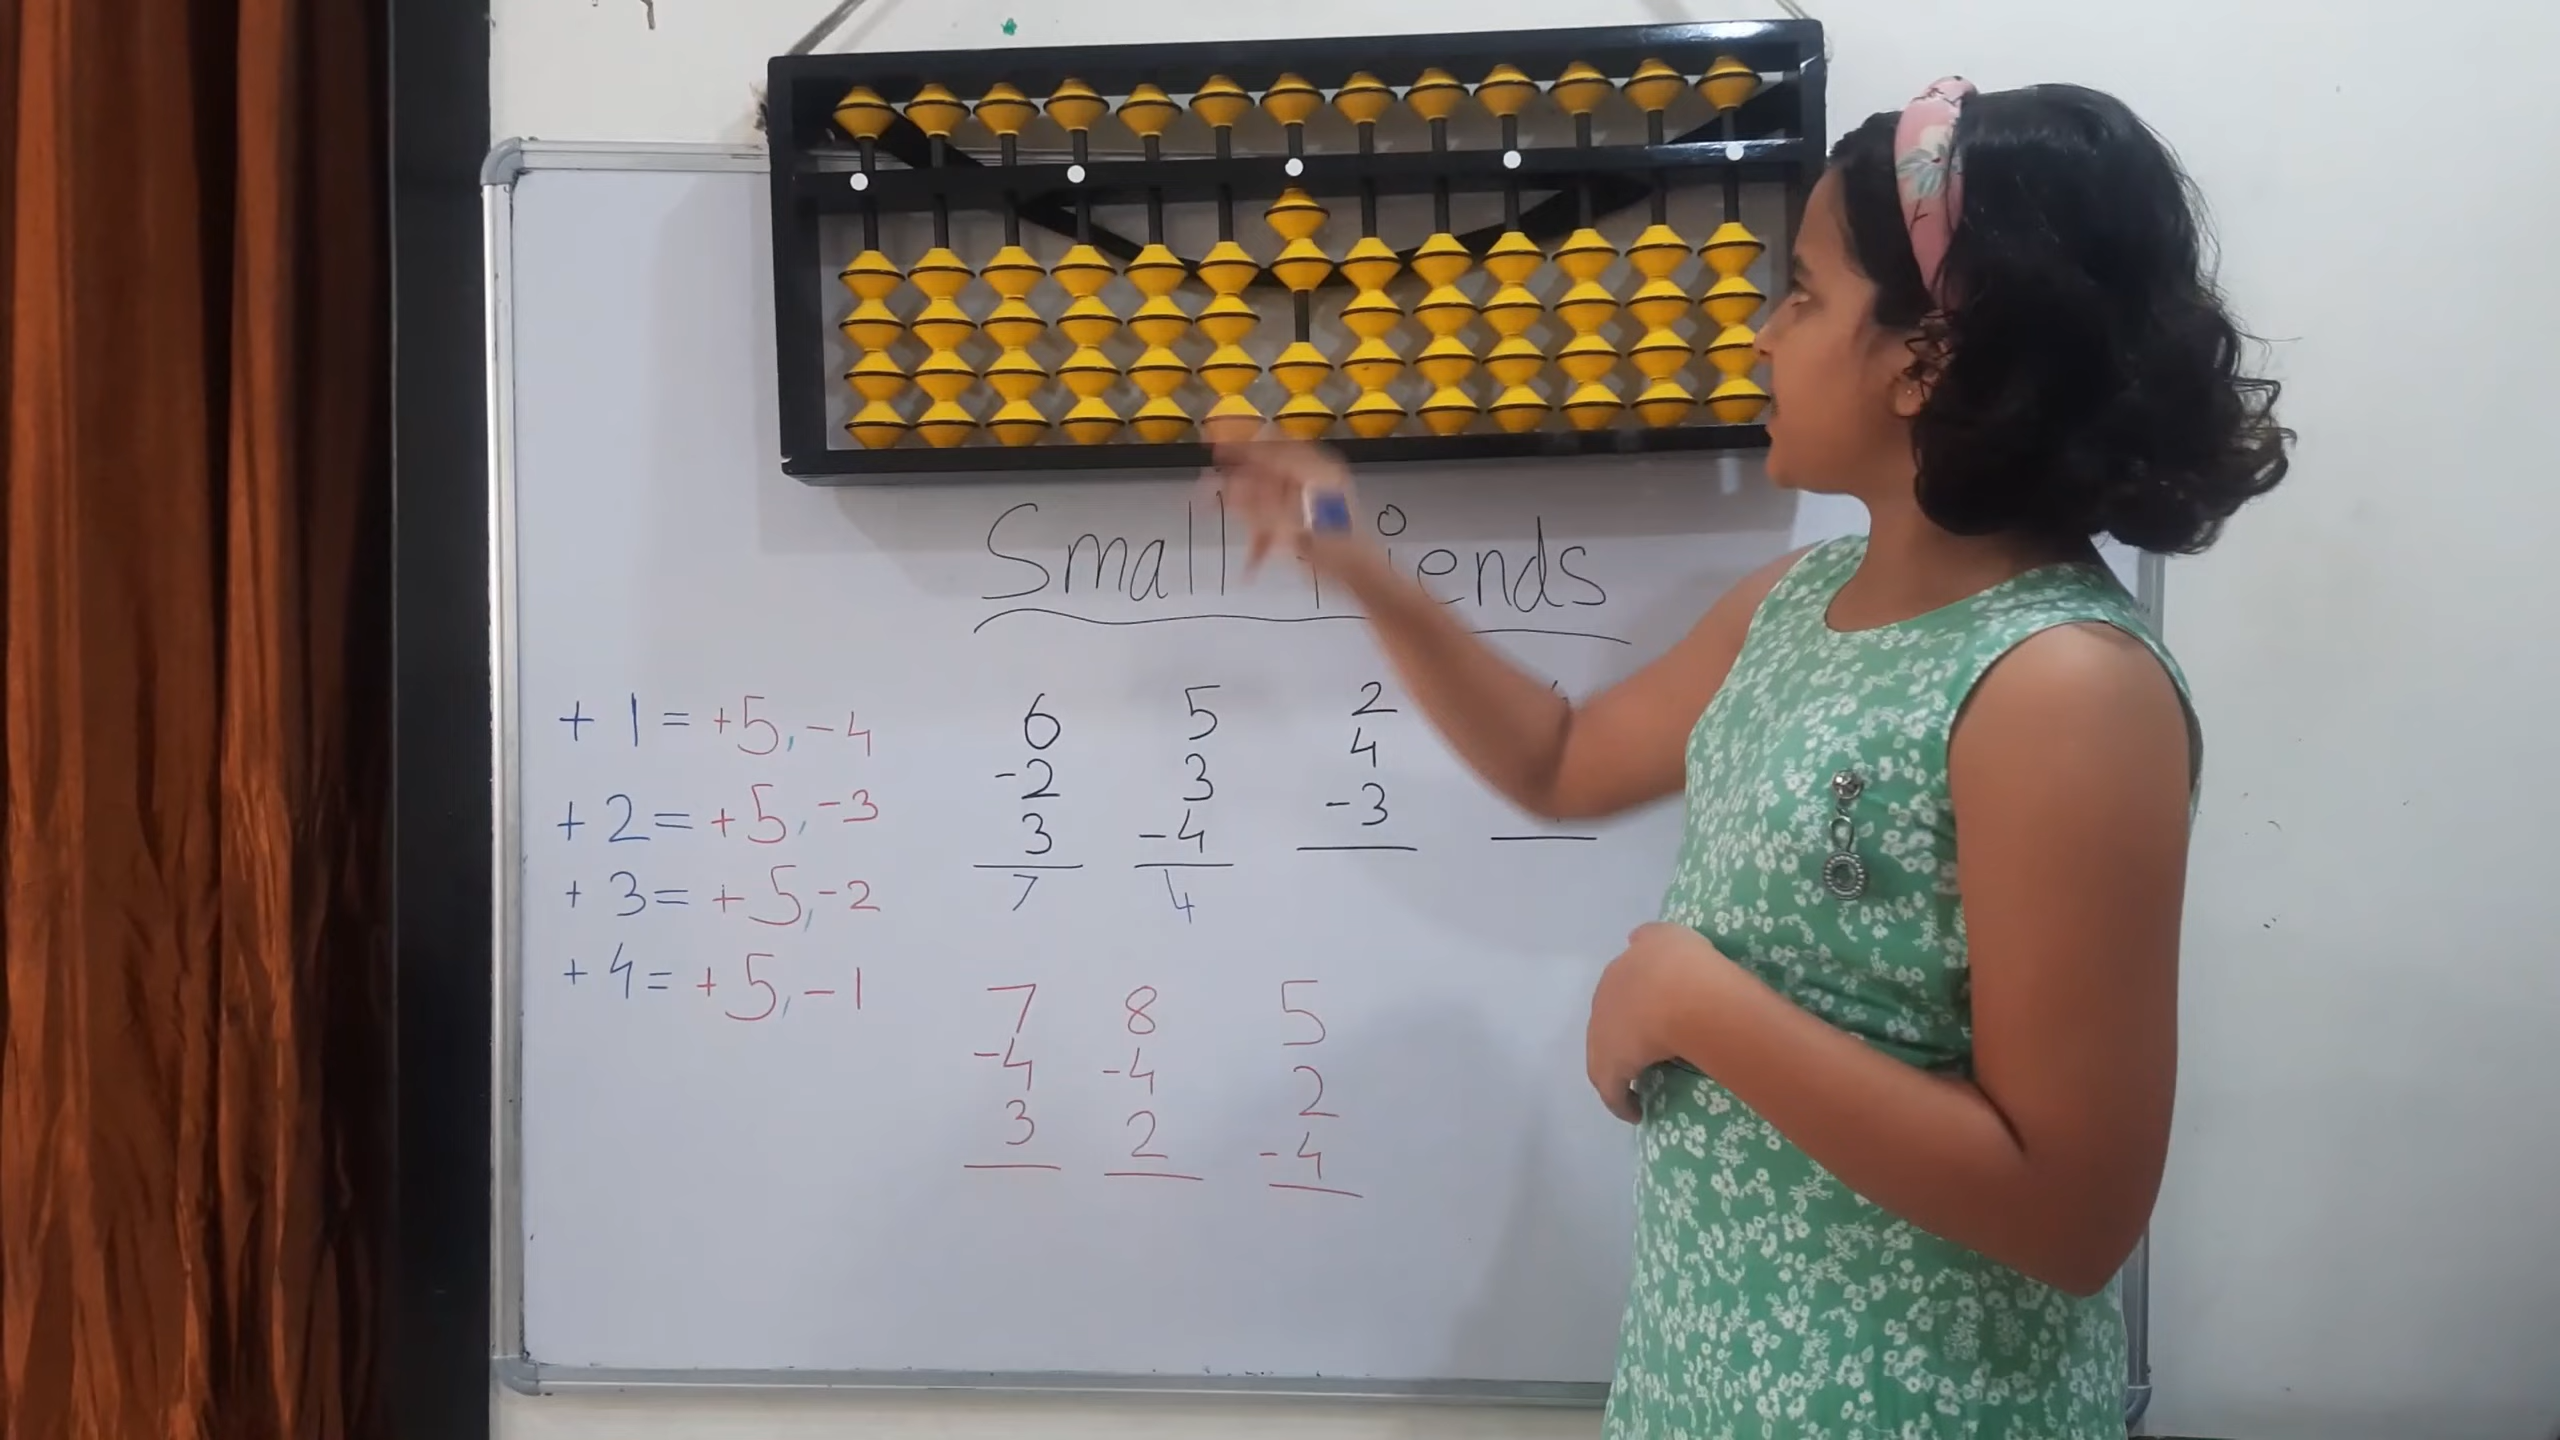 Small friends
+ 1 = +5, -4
+ 2 = +5, -3
+ 3 = +5, -2
+ 4 = +5, -1
6 5 2
-2 3 4
3 -4 -3
7 4
7 8 5
-4 -4 2
3 2 -4